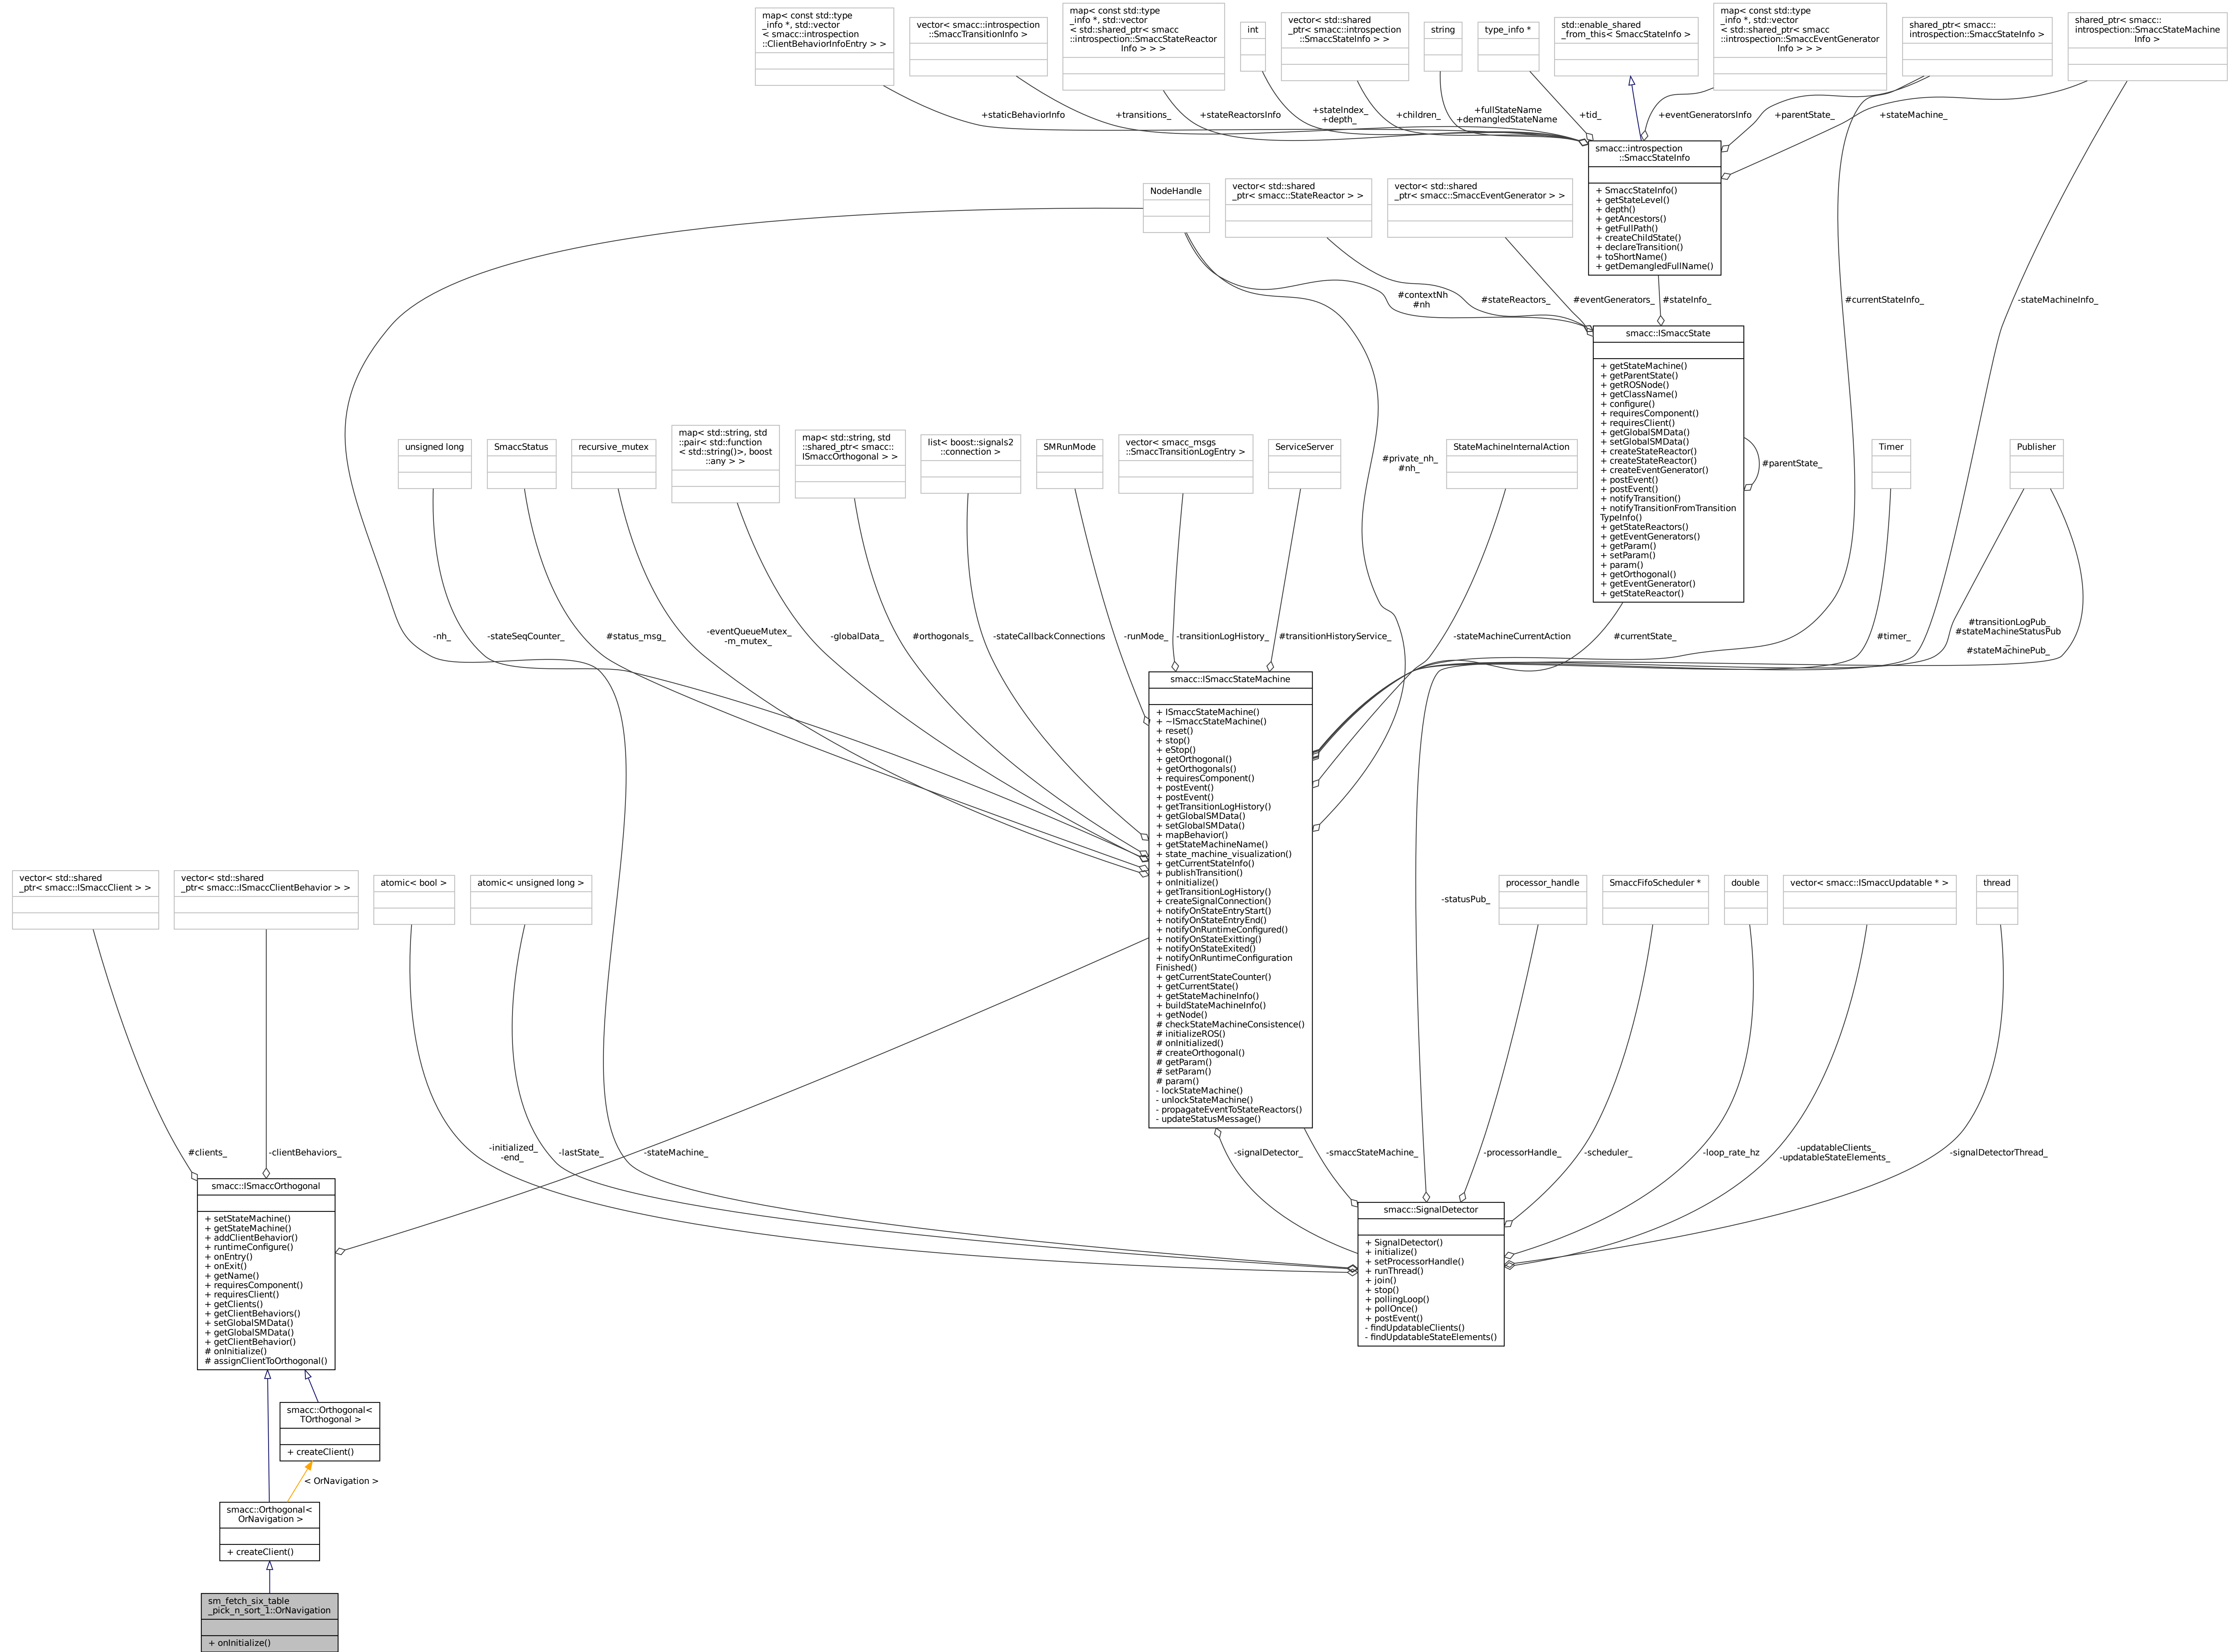 map< const std::type
_info *, std::vector
< smacc::introspection
::ClientBehaviorInfoEntry > >
vector< smacc::introspection
::SmaccTransitionInfo >
map< const std::type
_info *, std::vector
< std::shared_ptr< smacc
::introspection::SmaccStateReactor
Info > > >
int
vector< std::shared
_ptr< smacc::introspection
::SmaccStateInfo > >
string
type_info *
std::enable_shared
_from_this< SmaccStateInfo >
map< const std::type
_info *, std::vector
< std::shared_ptr< smacc
::introspection::SmaccEventGenerator
Info > > >
shared_ptr< smacc::
introspection::SmaccStateInfo >
shared_ptr< smacc::
introspection::SmaccStateMachine
Info >
+staticBehaviorInfo
+transitions_
+stateReactorsInfo
+stateIndex_
+depth_
+children_
+fullStateName
+demangledStateName
+tid_
+eventGeneratorsInfo
+parentState_
+stateMachine_
smacc::introspection
::SmaccStateInfo
+ SmaccStateInfo()
+ getStateLevel()
+ depth()
+ getAncestors()
+ getFullPath()
+ createChildState()
+ declareTransition()
+ toShortName()
+ getDemangledFullName()
NodeHandle
vector< std::shared
_ptr< smacc::StateReactor > >
vector< std::shared
_ptr< smacc::SmaccEventGenerator > >
#contextNh
#nh
#stateReactors_
#eventGenerators_
#stateInfo_
#currentStateInfo_
-stateMachineInfo_
smacc::ISmaccState
+ getStateMachine()
+ getParentState()
+ getROSNode()
+ getClassName()
+ configure()
+ requiresComponent()
+ requiresClient()
+ getGlobalSMData()
+ setGlobalSMData()
+ createStateReactor()
+ createStateReactor()
+ createEventGenerator()
+ postEvent()
+ postEvent()
+ notifyTransition()
+ notifyTransitionFromTransition
TypeInfo()
+ getStateReactors()
+ getEventGenerators()
+ getParam()
+ setParam()
+ param()
+ getOrthogonal()
+ getEventGenerator()
+ getStateReactor()
#parentState_
unsigned long
SmaccStatus
recursive_mutex
map< std::string, std
::pair< std::function
< std::string()>, boost
::any > >
map< std::string, std
::shared_ptr< smacc::
ISmaccOrthogonal > >
list< boost::signals2
::connection >
SMRunMode
vector< smacc_msgs
::SmaccTransitionLogEntry >
ServiceServer
#private_nh_
#nh_
StateMachineInternalAction
Timer
Publisher
-nh_
-stateSeqCounter_
#status_msg_
-eventQueueMutex_
-m_mutex_
-globalData_
#orthogonals_
-stateCallbackConnections
-runMode_
-transitionLogHistory_
#transitionHistoryService_
-stateMachineCurrentAction
#currentState_
#timer_
#transitionLogPub_
#stateMachineStatusPub
_
#stateMachinePub_
smacc::ISmaccStateMachine
+ ISmaccStateMachine()
+ ~ISmaccStateMachine()
+ reset()
+ stop()
+ eStop()
+ getOrthogonal()
+ getOrthogonals()
+ requiresComponent()
+ postEvent()
+ postEvent()
+ getTransitionLogHistory()
+ getGlobalSMData()
+ setGlobalSMData()
+ mapBehavior()
+ getStateMachineName()
+ state_machine_visualization()
+ getCurrentStateInfo()
+ publishTransition()
+ onInitialize()
+ getTransitionLogHistory()
+ createSignalConnection()
+ notifyOnStateEntryStart()
+ notifyOnStateEntryEnd()
+ notifyOnRuntimeConfigured()
+ notifyOnStateExitting()
+ notifyOnStateExited()
+ notifyOnRuntimeConfiguration
Finished()
+ getCurrentStateCounter()
+ getCurrentState()
+ getStateMachineInfo()
+ buildStateMachineInfo()
+ getNode()
# checkStateMachineConsistence()
# initializeROS()
# onInitialized()
# createOrthogonal()
# getParam()
# setParam()
# param()
- lockStateMachine()
- unlockStateMachine()
- propagateEventToStateReactors()
- updateStatusMessage()
vector< std::shared
_ptr< smacc::ISmaccClient > >
vector< std::shared
_ptr< smacc::ISmaccClientBehavior > >
atomic< bool >
atomic< unsigned long >
-statusPub_
processor_handle
SmaccFifoScheduler *
double
vector< smacc::ISmaccUpdatable * >
thread
#clients_
-clientBehaviors_
-initialized_
-end_
-lastState_
-stateMachine_
-signalDetector_
-smaccStateMachine_
-processorHandle_
-scheduler_
-loop_rate_hz
-updatableClients_
-updatableStateElements_
-signalDetectorThread_
smacc::ISmaccOrthogonal
+ setStateMachine()
+ getStateMachine()
+ addClientBehavior()
+ runtimeConfigure()
+ onEntry()
+ onExit()
+ getName()
+ requiresComponent()
+ requiresClient()
+ getClients()
+ getClientBehaviors()
+ setGlobalSMData()
+ getGlobalSMData()
+ getClientBehavior()
# onInitialize()
# assignClientToOrthogonal()
smacc::SignalDetector
+ SignalDetector()
+ initialize()
+ setProcessorHandle()
+ runThread()
+ join()
+ stop()
+ pollingLoop()
+ pollOnce()
+ postEvent()
- findUpdatableClients()
- findUpdatableStateElements()
smacc::Orthogonal<
TOrthogonal >
+ createClient()
< OrNavigation >
smacc::Orthogonal<
OrNavigation >
+ createClient()
sm_fetch_six_table
_pick_n_sort_1::OrNavigation
+ onInitialize()